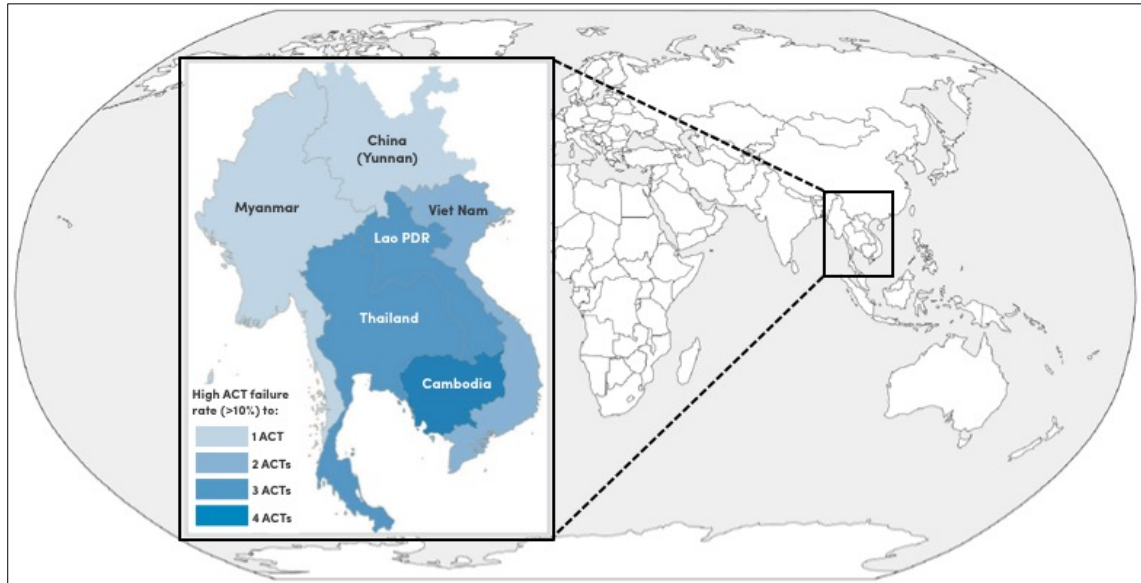 China
(Yunnan)
Myanmar
Viet Nam
Lao PDR
Thailand
Cambodia
High ACT failure
rate (>10%) to:
1 ACT
2 ACTs
3 ACTs
4 ACTs